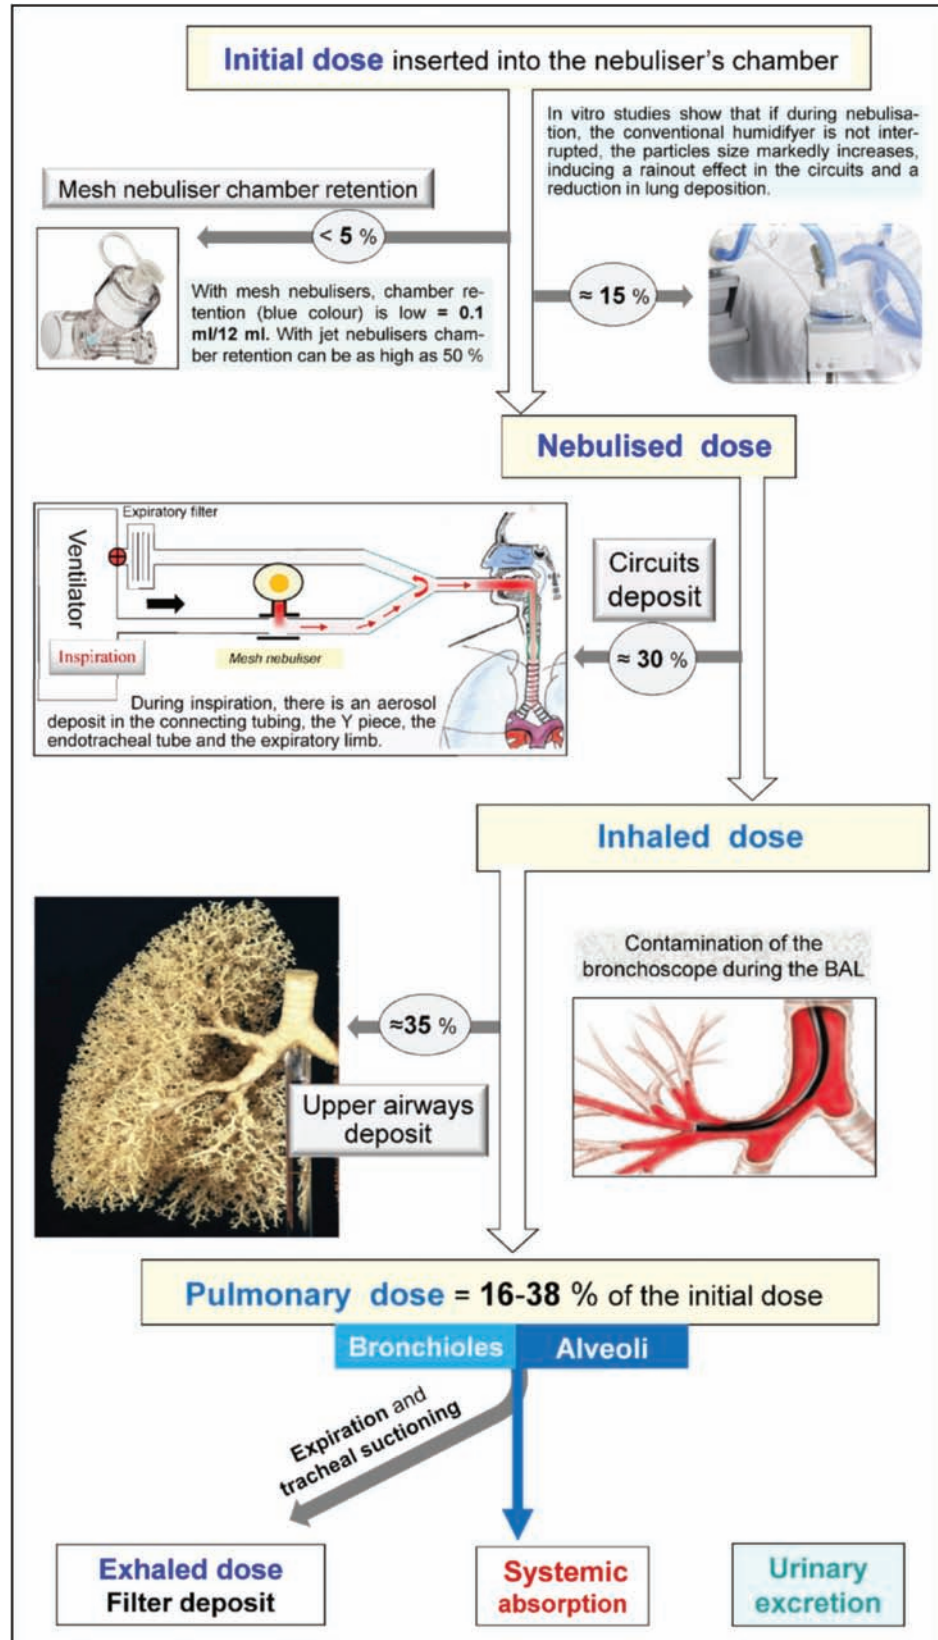 Initial dose inserted into the nebuliser's chamber
In vitro studies show that if during nebulisa-
tion, the conventional humidifyer is not inter-
rupted, the particles size markedly increases,
inducing a rainout effect in the circuits and a
reduction in lung deposition.
Mesh nebuliser chamber retention
< 5 %
≈ 15 %
With mesh nebulisers, chamber re-
tention (blue colour) is low = 0.1
ml/12 ml. With jet nebulisers cham-
ber retention can be as high as 50 %
Nebulised dose
Expiratory filter
Ventilator
Inspiration
Mesh nebuliser
Circuits
deposit
≈ 30 %
During inspiration, there is an aerosol
deposit in the connecting tubing, the Y piece, the
endotracheal tube and the expiratory limb.
Inhaled dose
Contamination of the
bronchoscope during the BAL
≈35 %
Upper airways
deposit
Pulmonary dose = 16-38 % of the initial dose
Bronchioles
Alveoli
Expiration and
tracheal suctioning
Exhaled dose
Filter deposit
Systemic
absorption
Urinary
excretion